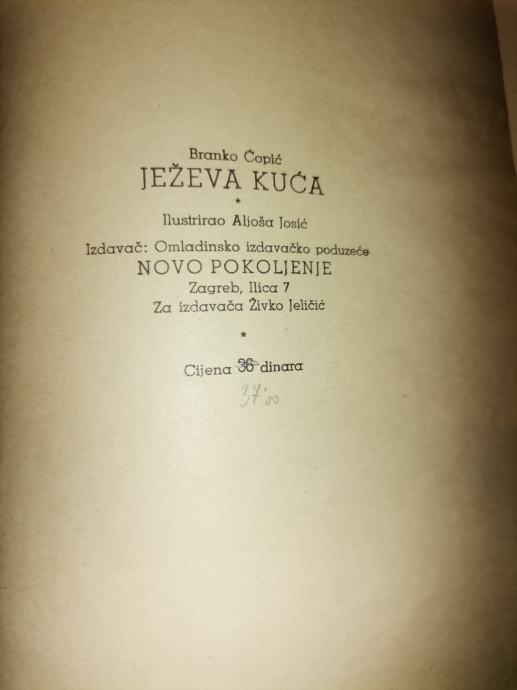 Branko Ćopić
JEŽEVA KUĆA
*
Ilustrirao Aljoša Josić
Izdavač: Omladinsko izdavačko poduzeće
NOVO POKOLJENJE
Zagreb, Ilica 7
Za izdavača Živko Jeličić
*
Cijena 36 dinara